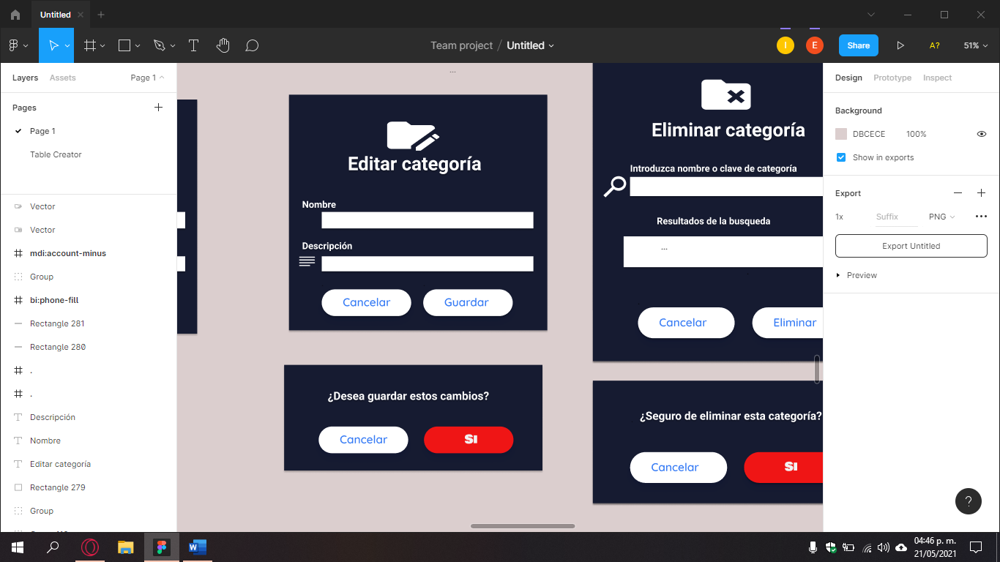 Untitled
Team project / Untitled
I
E
Share
A?
51%
Layers
Assets
Page 1
Pages
Page 1
Table Creator
Vector
Vector
mdi:account-minus
Group
bi:phone-fill
Rectangle 281
Rectangle 280
.
.
Descripción
Nombre
Editar categoría
Rectangle 279
Group
...
Editar categoría
Nombre
Descripción
Cancelar
Guardar
¿Desea guardar estos cambios?
Cancelar
SI
Eliminar categoría
Introduzca nombre o clave de categoría
Resultados de la busqueda
...
Cancelar
Eliminar
¿Seguro de eliminar esta categoría?
Cancelar
SI
Design
Prototype
Inspect
Background
DBCECE
100%
Show in exports
Export
1x
Suffix
PNG
Export Untitled
Preview
?
04:46 p. m.
21/05/2021